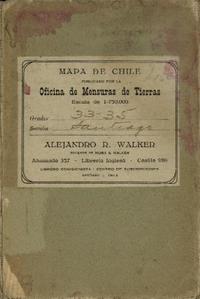 MAPA DE CHILE
PUBLICADO POR LA
Oficina de Mensuras de Tierras
Escala de 1-750.000
Grados 33-35
Sección Santiago
ALEJANDRO R. WALKER
Ahumada 357 - Librería Inglesa - Casilla